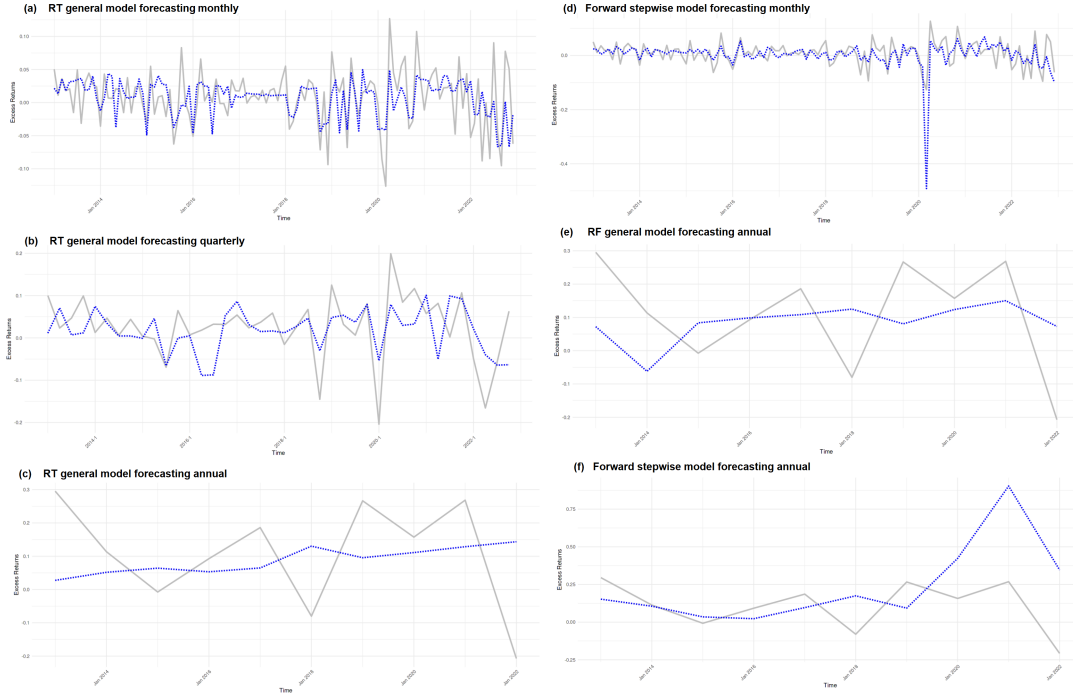 (a) RT general model forecasting monthly
0.10
0.05
0.00
-0.05
-0.10
Excess Returns
Jan 2014
Jan 2016
Jan 2018
Jan 2020
Jan 2022
Time
(b) RT general model forecasting quarterly
0.2
0.1
0.0
-0.1
-0.2
Excess Returns
2014-1
2016-1
2018-1
2020-1
2020-1
Time
(c) RT general model forecasting annual
0.3
0.2
0.1
0.0
-0.1
-0.2
Excess Returns
Jan 2014
Jan 2016
Jan 2018
Jan 2020
Jan 2022
Time
(d) Forward stepwise model forecasting monthly
0.0
-0.2
-0.4
Excess Returns
Jan 2014
Jan 2016
Jan 2018
Jan 2020
Jan 2022
Time
(e) RF general model forecasting annual
0.3
0.2
0.1
0.0
-0.1
-0.2
Excess Returns
Jan 2014
Jan 2016
Jan 2018
Jan 2020
Jan 2022
Time
(f) Forward stepwise model forecasting annual
0.75
0.50
0.25
0.00
-0.25
Excess Returns
Jan 2014
Jan 2016
Jan 2018
Jan 2020
Jan 2022
Time